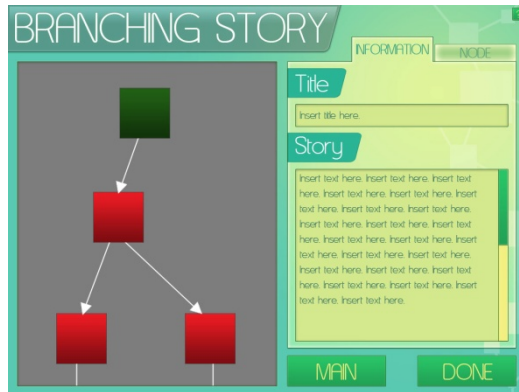 BRANCHING STORY
INFORMATION
NODE
Title
Insert title here.
Story
Insert text here. Insert text here. Insert text
here. Insert text here. Insert text here. Insert
text here. Insert text here. Insert text here.
Insert text here. Insert text here. Insert text
here. Insert text here. Insert text here. Insert
text here. Insert text here. Insert text here.
Insert text here. Insert text here. Insert text
here. Insert text here. Insert text here. Insert
text here. Insert text here.
MAIN
DONE